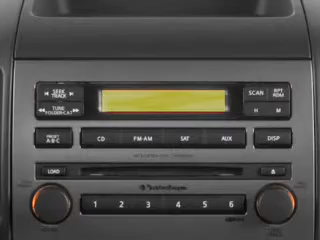 SEEK
TRACK
SCAN
RPT
RDM
TUNE
FOLDER-CAT
H M
PRESET
A·B·C
CD FM·AM SAT AUX DISP
LOAD
Rockford Fosgate
1 2 3 4 5 6